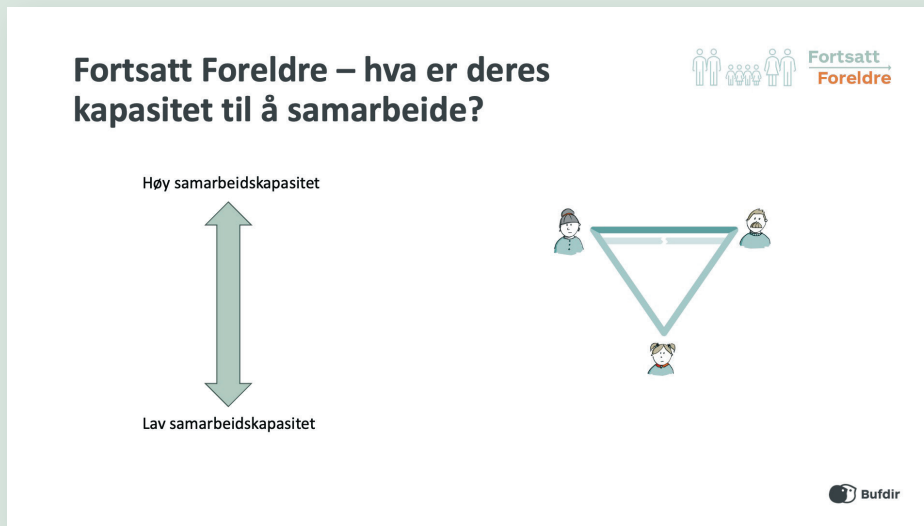 Fortsatt Foreldre – hva er deres
kapasitet til å samarbeide?
Fortsatt
Foreldre
Høy samarbeidskapasitet
Lav samarbeidskapasitet
Bufdir